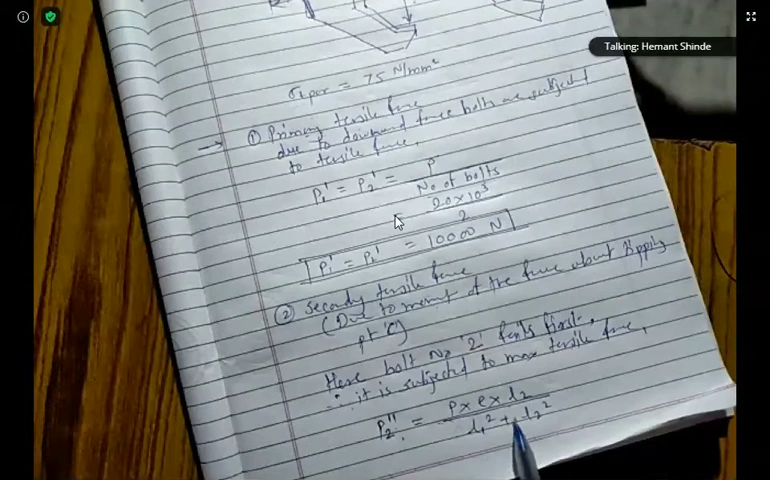 Talking: Hemant Shinde
σt per = 75 N/mm²
→ ① Primary tensile force
due to downward force bolts are subject
to tensile force,
P₁' = P₂' = P / No of bolts
= 20×10³ / 2
P₁' = P₂' = 10000 N
② Secondy tensile force
(Due to moment of the force about tipping
pt 'C')
Here bolt No '2' fails first.
∴ it is subjected to max tensile force,
P₂'' = P×e×l₂ / l₁² + l₂²